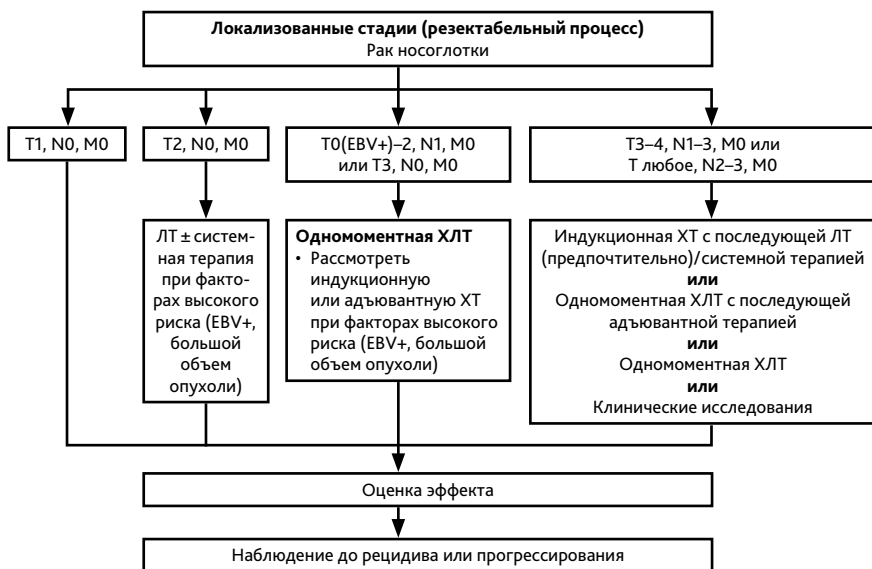 Локализованные стадии (резектабельный процесс)
Рак носоглотки
T1, N0, M0
T2, N0, M0
T0(EBV+)–2, N1, M0
или T3, N0, M0
T3–4, N1–3, M0 или
T любое, N2–3, M0
ЛТ ± систем-
ная терапия
при факто-
рах высокого
риска (EBV+,
большой
объем
опухоли)
Одномоментная ХЛТ
• Рассмотреть
индукционную
или адъювантную ХТ
при факторах высокого
риска (EBV+, большой
объем опухоли)
Индукционная ХТ с последующей ЛТ
(предпочтительно)/системной терапией
или
Одномоментная ХЛТ с последующей
адъювантной терапией
или
Одномоментная ХЛТ
или
Клинические исследования
Оценка эффекта
Наблюдение до рецидива или прогрессирования